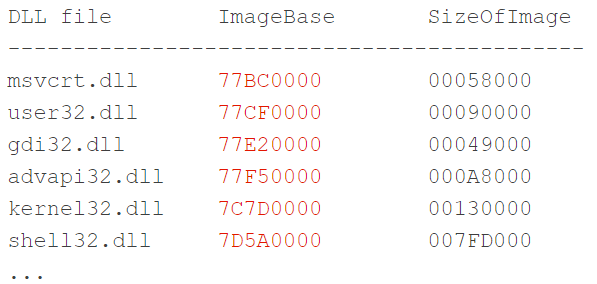 DLL file ImageBase SizeOfImage
--------------------------------------------
msvcrt.dll 77BC0000 00058000
user32.dll 77CF0000 00090000
gdi32.dll 77E20000 00049000
advapi32.dll 77F50000 000A8000
kernel32.dll 7C7D0000 00130000
shell32.dll 7D5A0000 007FD000
...